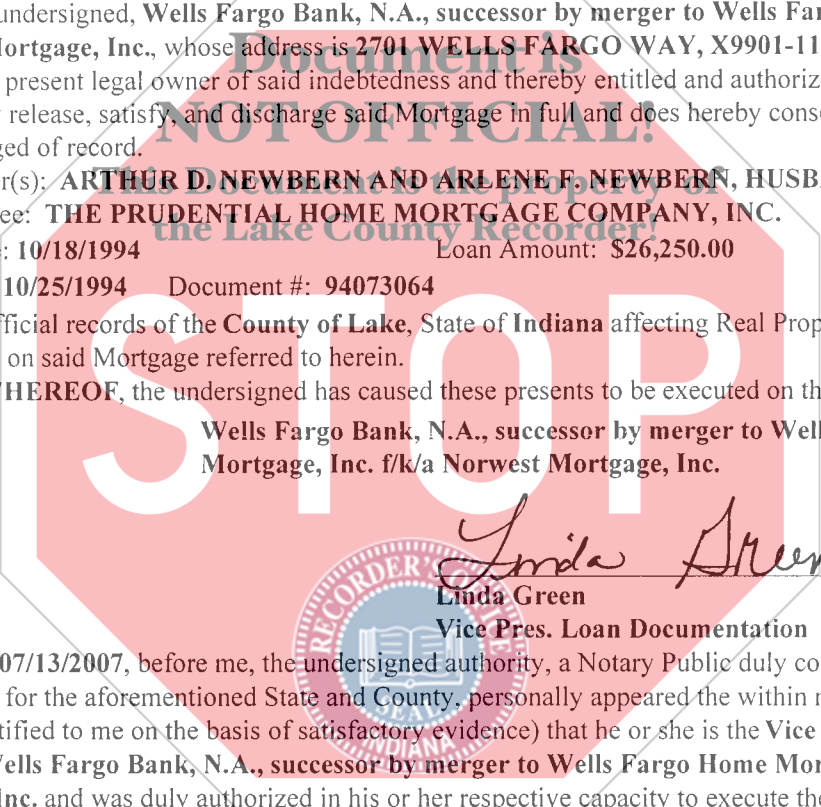 undersigned, Wells Fargo Bank, N.A., successor by merger to Wells Far
ortgage, Inc., whose address is 2701 WELLS FARGO WAY, X9901-11
Document is
present legal owner of said indebtedness and thereby entitled and authoriz
release, satisfy, and discharge said Mortgage in full and does hereby conse
NOT OFFICIAL!
ged of record.
r(s): ARTHUR D. NEWBERN AND ARLENE F. NEWBERN, HUSBA
This Document is the property of
ee: THE PRUDENTIAL HOME MORTGAGE COMPANY, INC.
the Lake County Recorder!
: 10/18/1994 Loan Amount: $26,250.00
10/25/1994 Document #: 94073064
fficial records of the County of Lake, State of Indiana affecting Real Prop
on said Mortgage referred to herein.
HEREOF, the undersigned has caused these presents to be executed on th
STOP
Wells Fargo Bank, N.A., successor by merger to Well
Mortgage, Inc. f/k/a Norwest Mortgage, Inc.
Linda Green
Linda Green
Vice Pres. Loan Documentation
RECORDER'S OFFICE
SEAL
INDIANA
07/13/2007, before me, the undersigned authority, a Notary Public duly co
for the aforementioned State and County, personally appeared the within n
tified to me on the basis of satisfactory evidence) that he or she is the Vice
Wells Fargo Bank, N.A., successor by merger to Wells Fargo Home Mor
Inc. and was duly authorized in his or her respective capacity to execute the